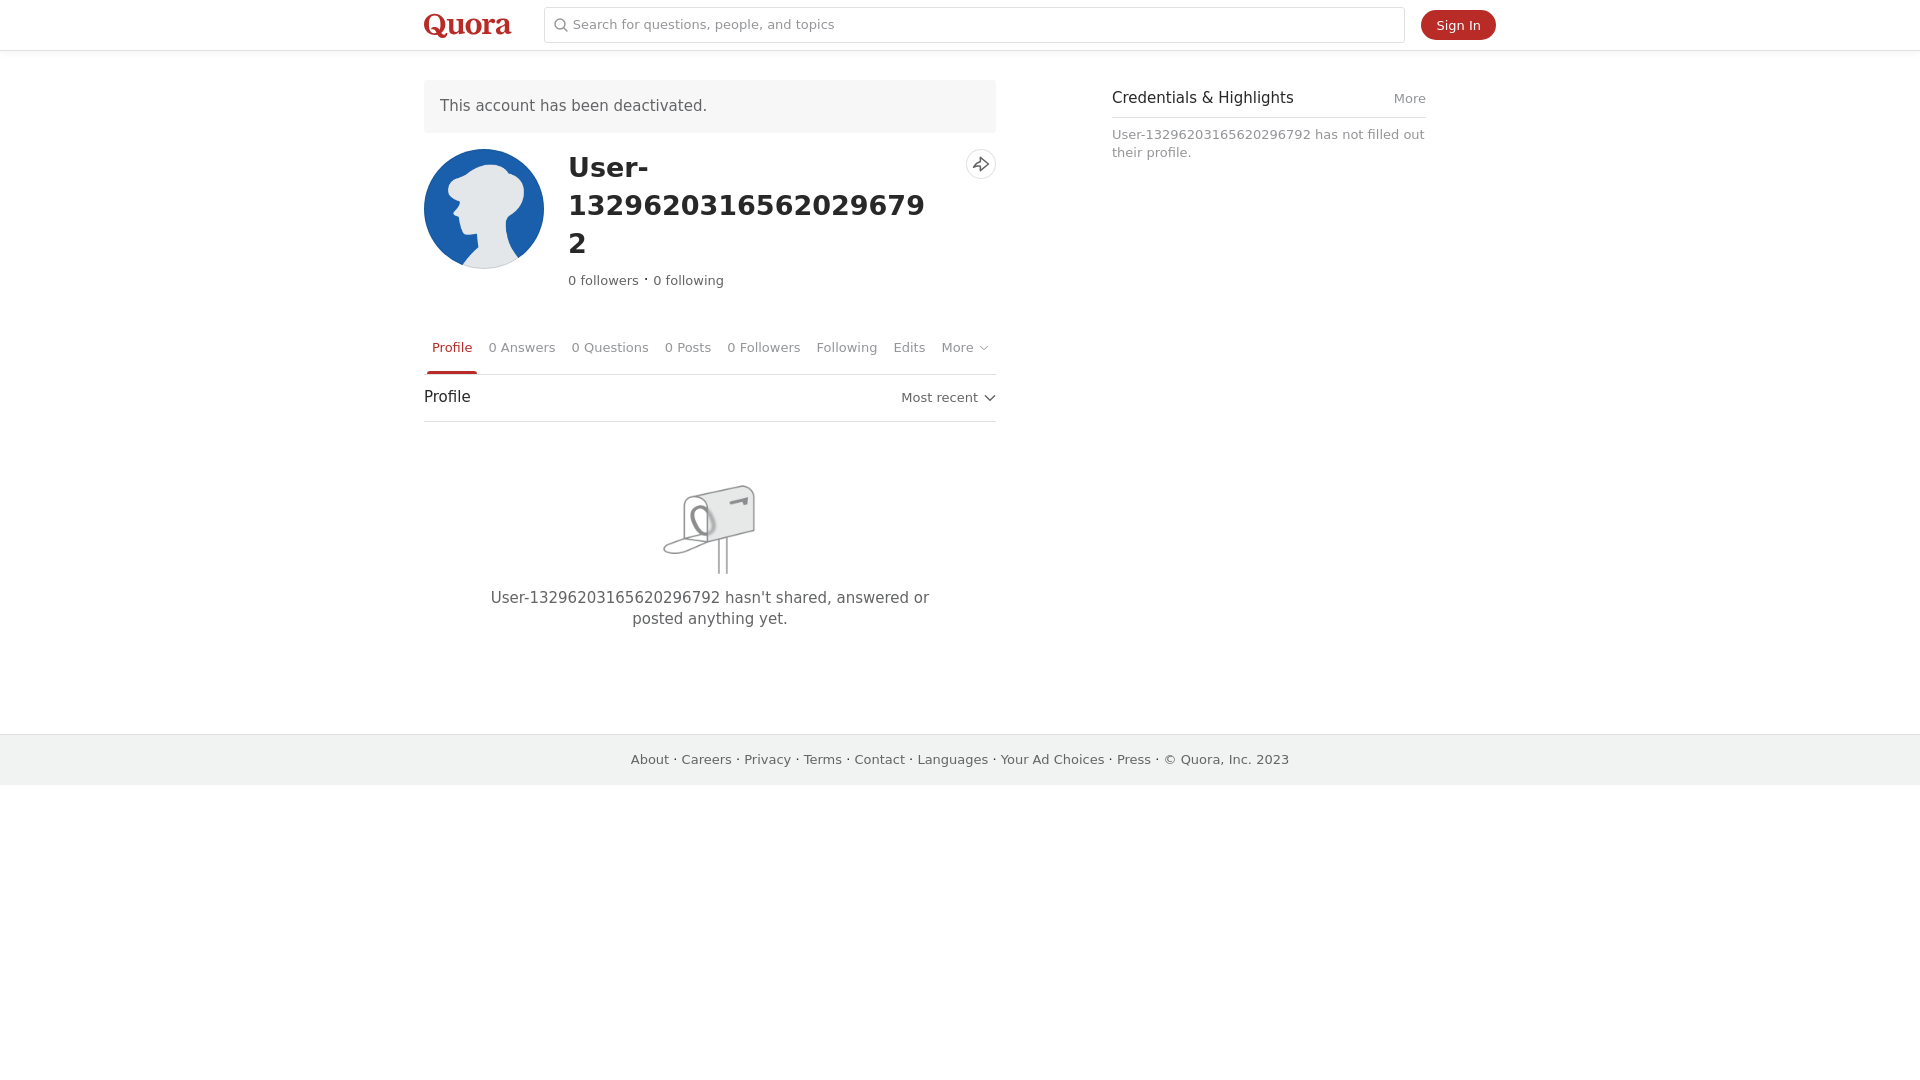 Quora
Search for questions, people, and topics
Sign In
This account has been deactivated.
User-
1329620316562029679
2
0 followers · 0 following
Credentials & Highlights
More
User-13296203165620296792 has not filled out
their profile.
Profile
0 Answers
0 Questions
0 Posts
0 Followers
Following
Edits
More
Profile
Most recent
User-13296203165620296792 hasn't shared, answered or
posted anything yet.
About · Careers · Privacy · Terms · Contact · Languages · Your Ad Choices · Press · © Quora, Inc. 2023